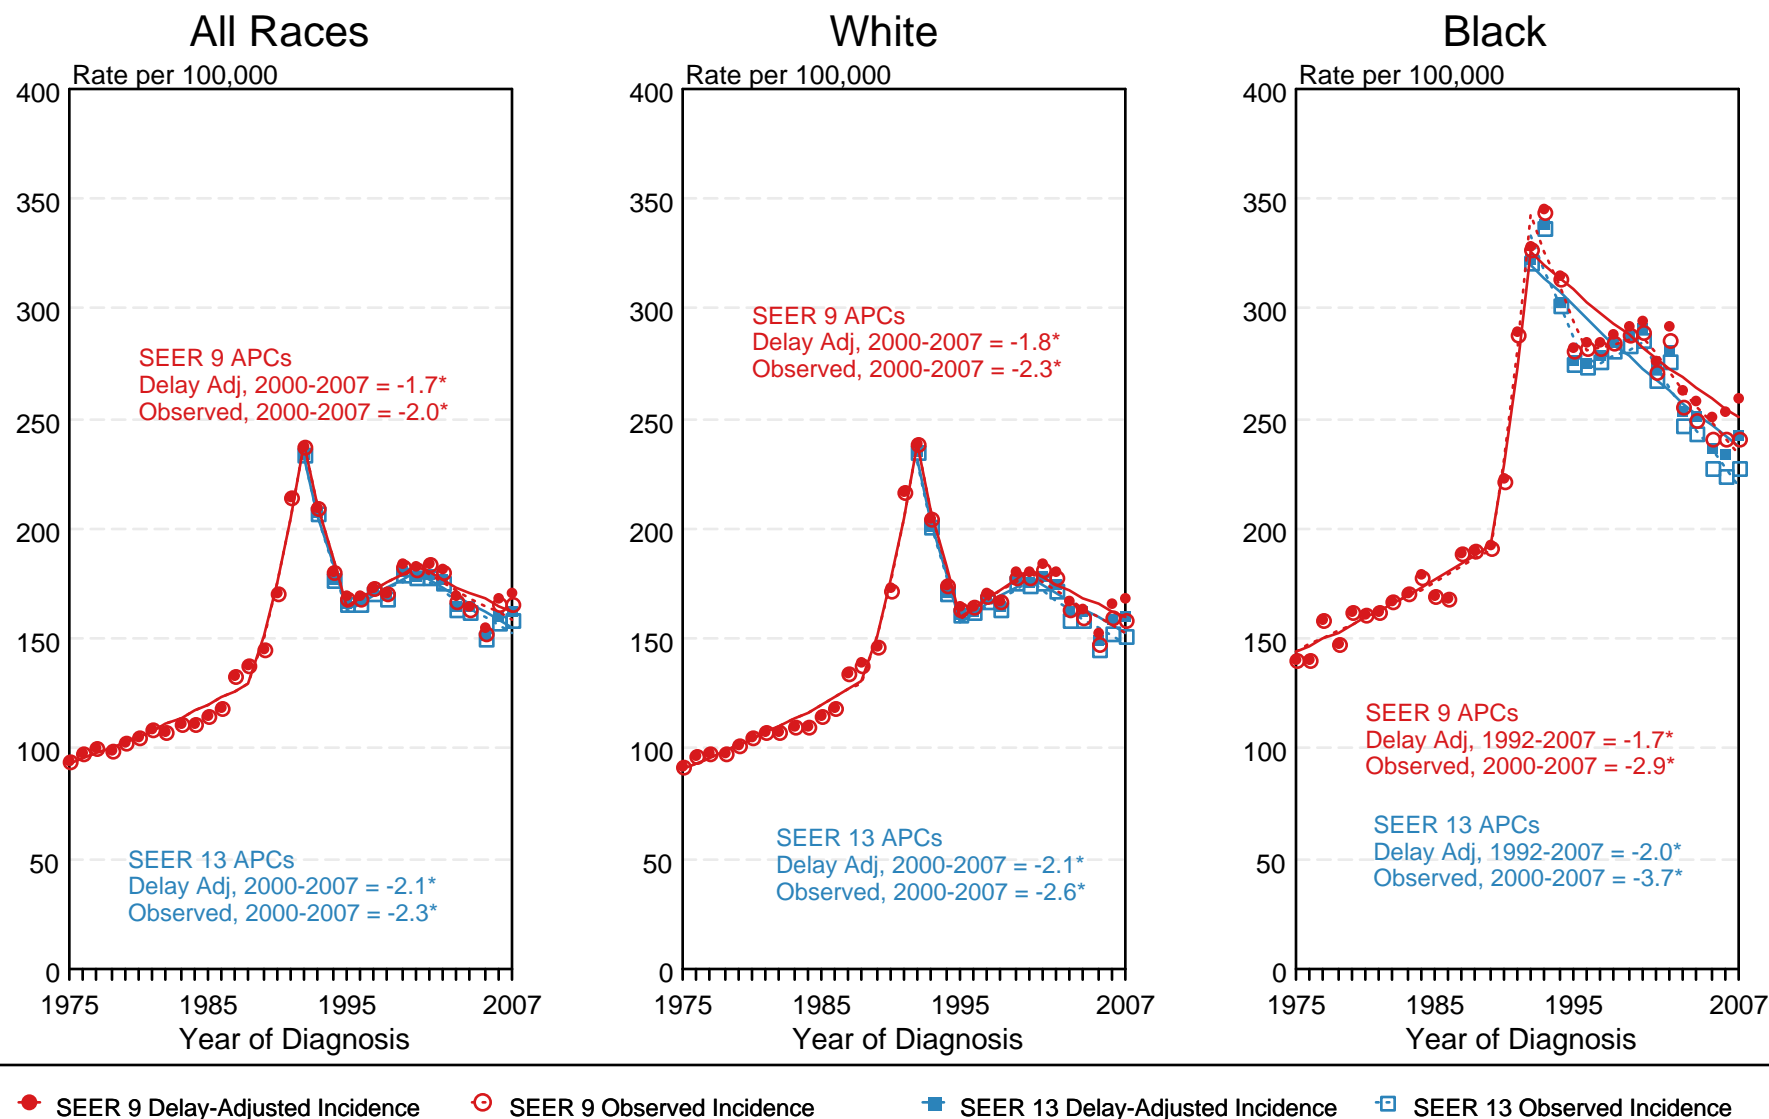 All Races
Rate per 100,000
400
350
300
250
200
150
100
50
0
SEER 9 APCs
Delay Adj, 2000-2007 = -1.7*
Observed, 2000-2007 = -2.0*
SEER 13 APCs
Delay Adj, 2000-2007 = -2.1*
Observed, 2000-2007 = -2.3*
1975 1985 1995 2007
Year of Diagnosis
White
Rate per 100,000
400
350
300
250
200
150
100
50
0
SEER 9 APCs
Delay Adj, 2000-2007 = -1.8*
Observed, 2000-2007 = -2.3*
SEER 13 APCs
Delay Adj, 2000-2007 = -2.1*
Observed, 2000-2007 = -2.6*
1975 1985 1995 2007
Year of Diagnosis
Black
Rate per 100,000
400
350
300
250
200
150
100
50
0
SEER 9 APCs
Delay Adj, 1992-2007 = -1.7*
Observed, 2000-2007 = -2.9*
SEER 13 APCs
Delay Adj, 1992-2007 = -2.0*
Observed, 2000-2007 = -3.7*
1975 1985 1995 2007
Year of Diagnosis
SEER 9 Delay-Adjusted Incidence SEER 9 Observed Incidence SEER 13 Delay-Adjusted Incidence SEER 13 Observed Incidence